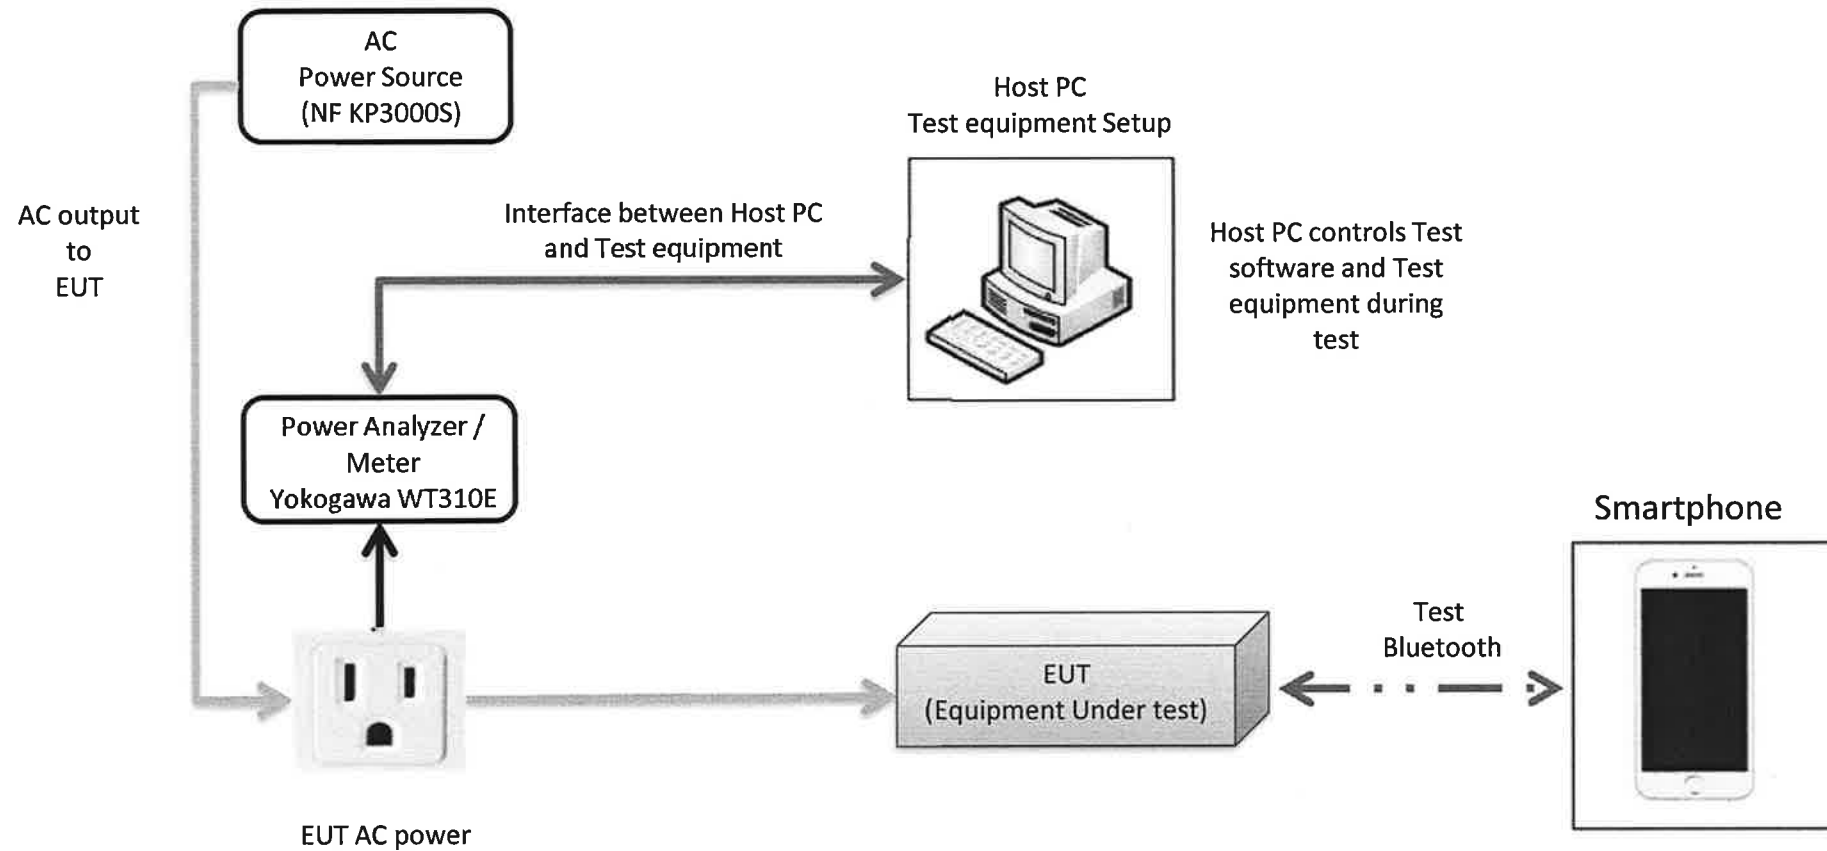 AC
Power Source
(NF KP3000S)
Host PC
Test equipment Setup
AC output
to
EUT
Interface between Host PC
and Test equipment
Host PC controls Test
software and Test
equipment during
test
Power Analyzer /
Meter
Yokogawa WT310E
Smartphone
Test
Bluetooth
EUT
(Equipment Under test)
EUT AC power